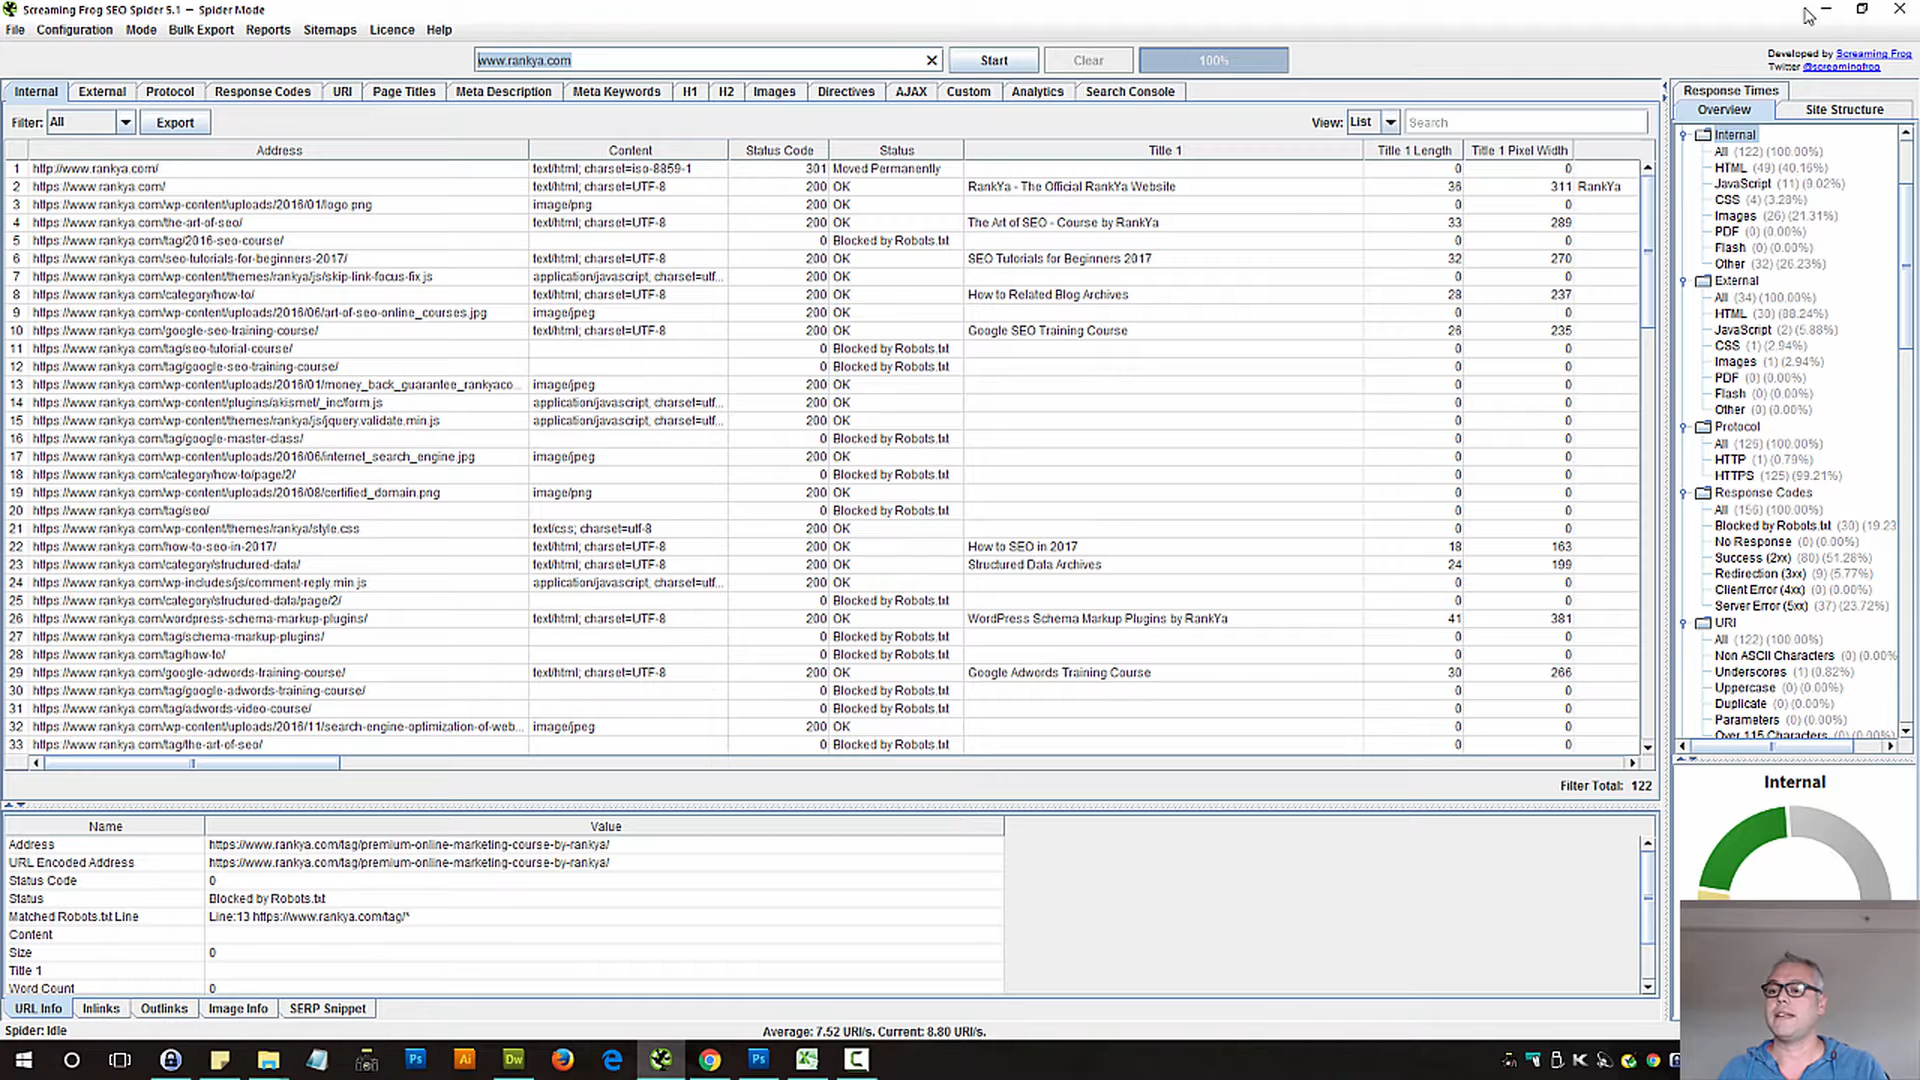 Screaming Frog SEO Spider 5.1 — Spider Mode
File Configuration Mode Bulk Export Reports Sitemaps Licence Help
www.rankya.com Start Clear 100%
Developed by Screaming Frog
Twitter @screamingfrog
Internal External Protocol Response Codes URI Page Titles Meta Description Meta Keywords H1 H2 Images Directives AJAX Custom Analytics Search Console
Filter: All Export View: List Search
Address Content Status Code Status Title 1 Title 1 Length Title 1 Pixel Width
1 http://www.rankya.com/ text/html; charset=iso-8859-1 301 Moved Permanently 0 0
2 https://www.rankya.com/ text/html; charset=UTF-8 200 OK RankYa - The Official RankYa Website 36 311 RankYa
3 https://www.rankya.com/wp-content/uploads/2016/01/logo.png image/png 200 OK 0 0
4 https://www.rankya.com/the-art-of-seo/ text/html; charset=UTF-8 200 OK The Art of SEO - Course by RankYa 33 289
5 https://www.rankya.com/tag/2016-seo-course/ 0 Blocked by Robots.txt 0 0
6 https://www.rankya.com/seo-tutorials-for-beginners-2017/ text/html; charset=UTF-8 200 OK SEO Tutorials for Beginners 2017 32 270
7 https://www.rankya.com/wp-content/themes/rankya/js/skip-link-focus-fix.js application/javascript; charset=utf... 200 OK 0 0
8 https://www.rankya.com/category/how-to/ text/html; charset=UTF-8 200 OK How to Related Blog Archives 28 237
9 https://www.rankya.com/wp-content/uploads/2016/06/art-of-seo-online_courses.jpg image/jpeg 200 OK 0 0
10 https://www.rankya.com/google-seo-training-course/ text/html; charset=UTF-8 200 OK Google SEO Training Course 26 235
11 https://www.rankya.com/tag/seo-tutorial-course/ 0 Blocked by Robots.txt 0 0
12 https://www.rankya.com/tag/google-seo-training-course/ 0 Blocked by Robots.txt 0 0
13 https://www.rankya.com/wp-content/uploads/2016/01/money_back_guarantee_rankyaco... image/jpeg 200 OK 0 0
14 https://www.rankya.com/wp-content/plugins/akismet/_inc/form.js application/javascript; charset=utf... 200 OK 0 0
15 https://www.rankya.com/wp-content/themes/rankya/js/jquery.validate.min.js application/javascript; charset=utf... 200 OK 0 0
16 https://www.rankya.com/tag/google-master-class/ 0 Blocked by Robots.txt 0 0
17 https://www.rankya.com/wp-content/uploads/2016/06/internet_search_engine.jpg image/jpeg 200 OK 0 0
18 https://www.rankya.com/category/how-to/page/2/ 0 Blocked by Robots.txt 0 0
19 https://www.rankya.com/wp-content/uploads/2016/08/certified_domain.png image/png 200 OK 0 0
20 https://www.rankya.com/tag/seo/ 0 Blocked by Robots.txt 0 0
21 https://www.rankya.com/wp-content/themes/rankya/style.css text/css; charset=utf-8 200 OK 0 0
22 https://www.rankya.com/how-to-seo-in-2017/ text/html; charset=UTF-8 200 OK How to SEO in 2017 18 163
23 https://www.rankya.com/category/structured-data/ text/html; charset=UTF-8 200 OK Structured Data Archives 24 199
24 https://www.rankya.com/wp-includes/js/comment-reply.min.js application/javascript; charset=utf... 200 OK 0 0
25 https://www.rankya.com/category/structured-data/page/2/ 0 Blocked by Robots.txt 0 0
26 https://www.rankya.com/wordpress-schema-markup-plugins/ text/html; charset=UTF-8 200 OK WordPress Schema Markup Plugins by RankYa 41 381
27 https://www.rankya.com/tag/schema-markup-plugins/ 0 Blocked by Robots.txt 0 0
28 https://www.rankya.com/tag/how-to/ 0 Blocked by Robots.txt 0 0
29 https://www.rankya.com/google-adwords-training-course/ text/html; charset=UTF-8 200 OK Google Adwords Training Course 30 266
30 https://www.rankya.com/tag/google-adwords-training-course/ 0 Blocked by Robots.txt 0 0
31 https://www.rankya.com/tag/adwords-video-course/ 0 Blocked by Robots.txt 0 0
32 https://www.rankya.com/wp-content/uploads/2016/11/search-engine-optimization-of-web... image/jpeg 200 OK 0 0
33 https://www.rankya.com/tag/the-art-of-seo/ 0 Blocked by Robots.txt 0 0
Filter Total: 122
Name Value
Address https://www.rankya.com/tag/premium-online-marketing-course-by-rankya/
URL Encoded Address https://www.rankya.com/tag/premium-online-marketing-course-by-rankya/
Status Code 0
Status Blocked by Robots.txt
Matched Robots.txt Line Line:13 https://www.rankya.com/tag/*
Content
Size 0
Title 1
Word Count 0
URL Info Inlinks Outlinks Image Info SERP Snippet
Spider: Idle Average: 7.52 URI/s. Current: 8.80 URI/s.
Response Times
Overview Site Structure
Internal
All (122) (100.00%)
HTML (49) (40.16%)
JavaScript (11) (9.02%)
CSS (4) (3.28%)
Images (26) (21.31%)
PDF (0) (0.00%)
Flash (0) (0.00%)
Other (32) (26.23%)
External
All (34) (100.00%)
HTML (30) (88.24%)
JavaScript (2) (5.88%)
CSS (1) (2.94%)
Images (1) (2.94%)
PDF (0) (0.00%)
Flash (0) (0.00%)
Other (0) (0.00%)
Protocol
All (126) (100.00%)
HTTP (1) (0.79%)
HTTPS (125) (99.21%)
Response Codes
All (156) (100.00%)
Blocked by Robots.txt (30) (19.23
No Response (0) (0.00%)
Success (2xx) (80) (51.28%)
Redirection (3xx) (9) (5.77%)
Client Error (4xx) (0) (0.00%)
Server Error (5xx) (37) (23.72%)
URI
All (122) (100.00%)
Non ASCII Characters (0) (0.00%
Underscores (1) (0.82%)
Uppercase (0) (0.00%)
Duplicate (0) (0.00%)
Parameters (0) (0.00%)
Over 115 Characters (0) (0.00%)
Internal
Ps Ai Dw Ps